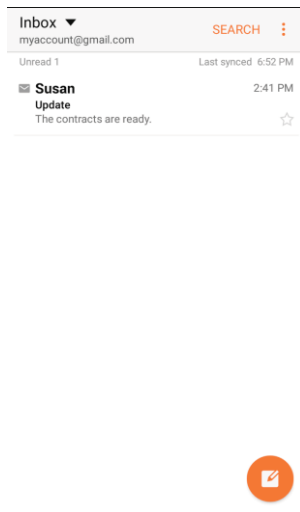 Inbox
SEARCH
myaccount@gmail.com
Unread 1
Last synced 6:52 PM
Susan
2:41 PM
Update
The contracts are ready.